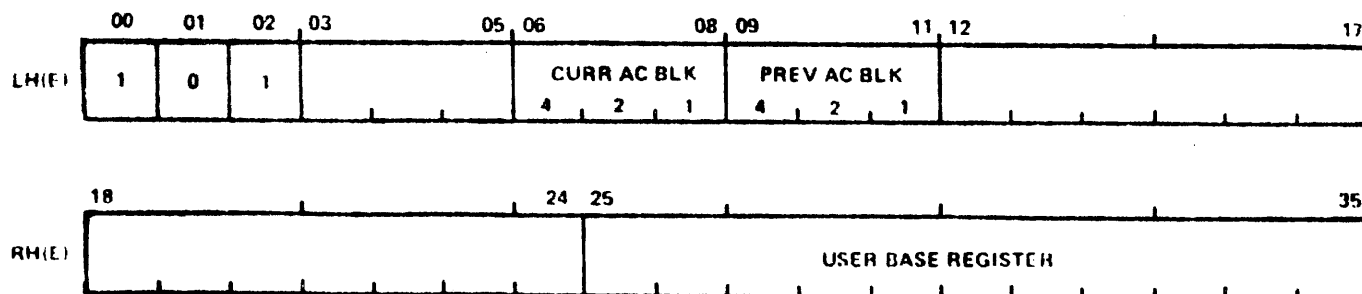 00 01 02 03 05 06 08 09 11 12 17
LH(E) 1 0 1 CURR AC BLK PREV AC BLK
4 2 1 4 2 1
18 24 25 35
RH(E) USER BASE REGISTER